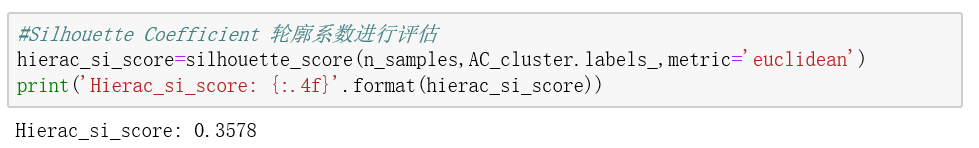 #Silhouette Coefficient 轮廓系数进行评估
hierac_si_score=silhouette_score(n_samples,AC_cluster.labels_,metric='euclidean')
print('Hierac_si_score: {:.4f}'.format(hierac_si_score))
Hierac_si_score: 0.3578